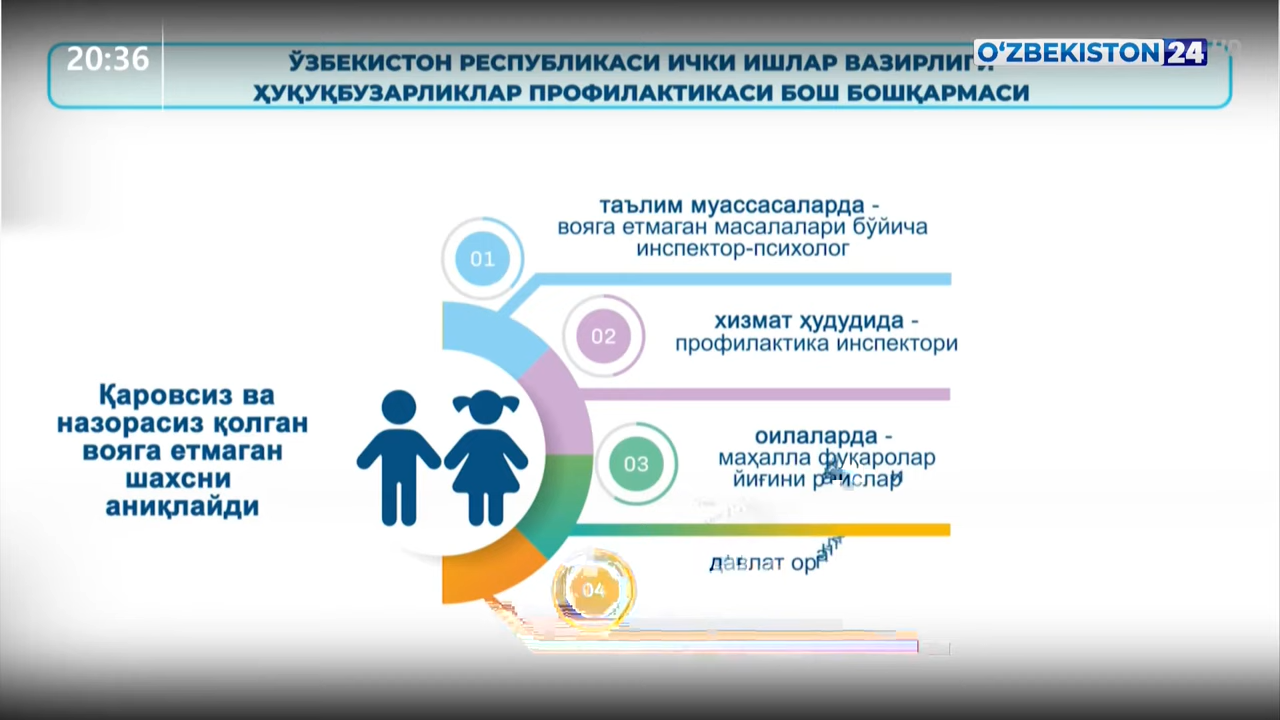 20:36
O‘ZBEKISTON 24
ЎЗБЕКИСТОН РЕСПУБЛИКАСИ ИЧКИ ИШЛАР ВАЗИРЛИГИ
ҲУҚУҚБУЗАРЛИКЛАР ПРОФИЛАКТИКАСИ БОШ БОШҚАРМАСИ
Қаровсиз ва
назорасиз қолган
вояга етмаган
шахсни
аниқлайди
01
таълим муассасаларда -
вояга етмаган масалалари бўйича
инспектор-психолог
02
хизмат ҳудудида -
профилактика инспектори
03
оилаларда -
маҳалла фуқаролар
йиғини
04
давлат